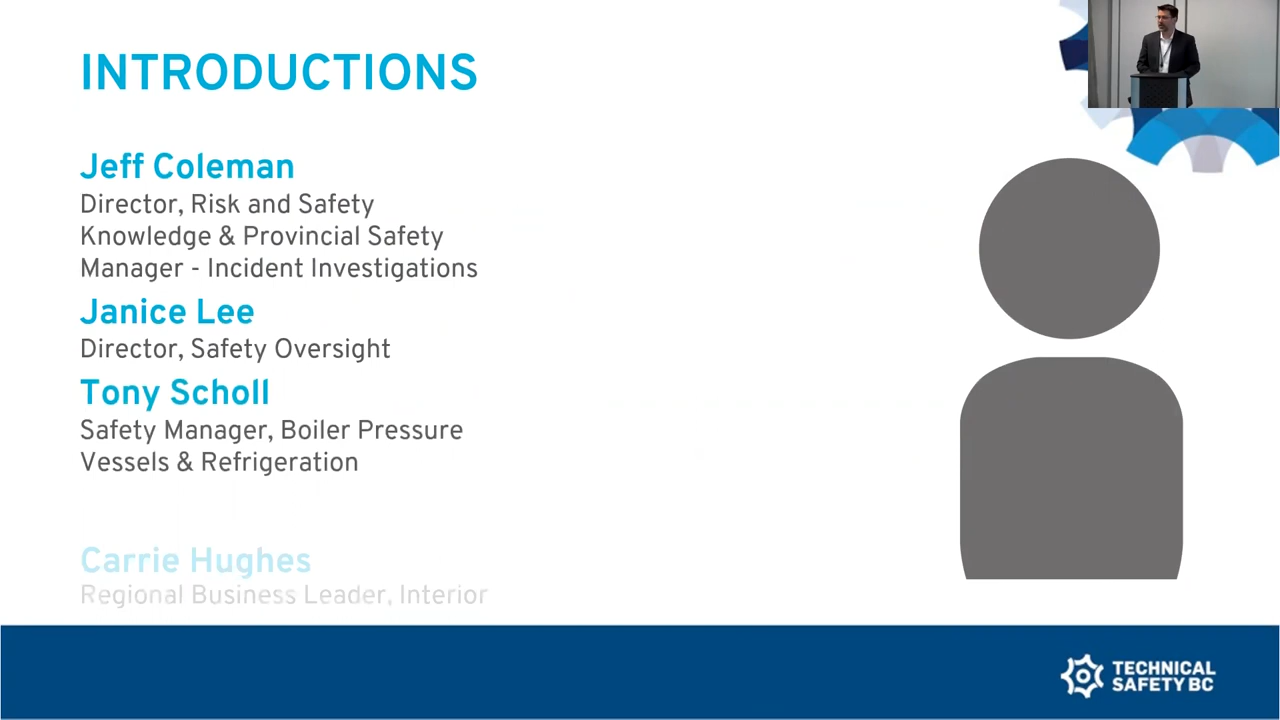 INTRODUCTIONS
Jeff Coleman
Director, Risk and Safety
Knowledge & Provincial Safety
Manager - Incident Investigations
Janice Lee
Director, Safety Oversight
Tony Scholl
Safety Manager, Boiler Pressure
Vessels & Refrigeration
Carrie Hughes
Regional Business Leader, Interior
TECHNICAL
SAFETY BC